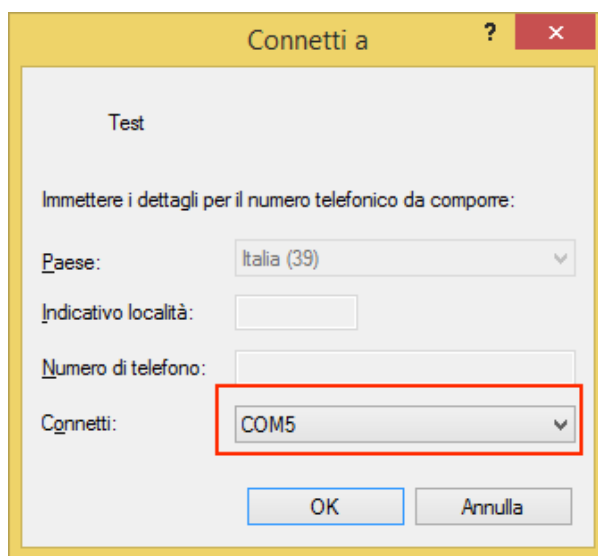 Connetti a
?
×
Test
Immettere i dettagli per il numero telefonico da comporre:
Paese: Italia (39)
Indicativo località:
Numero di telefono:
Connetti: COM5
OK Annulla